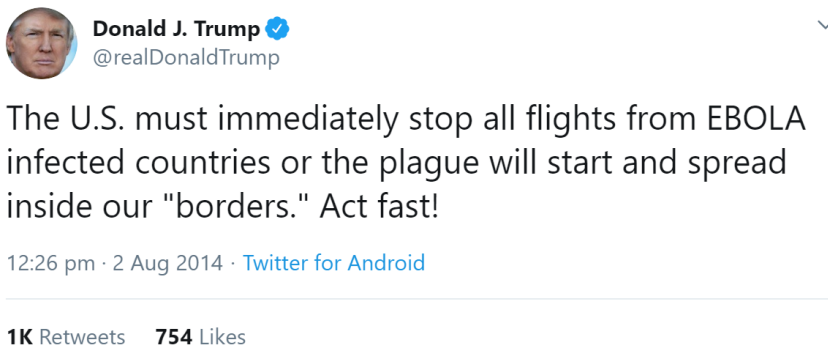 Donald J. Trump
@realDonaldTrump
The U.S. must immediately stop all flights from EBOLA
infected countries or the plague will start and spread
inside our "borders." Act fast!
12:26 pm · 2 Aug 2014 · Twitter for Android
1K Retweets 754 Likes